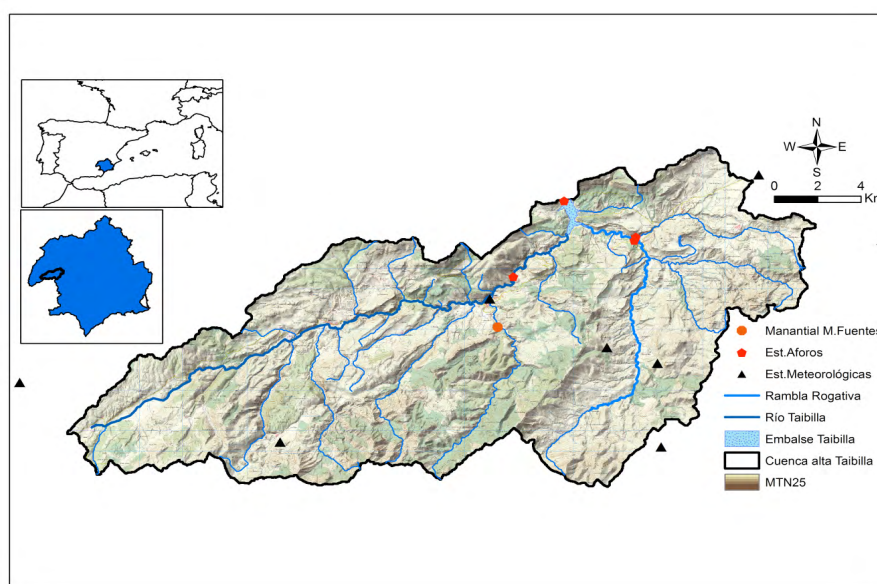 N
W E
S
0 2 4
Km
Manantial M.Fuentes
Est.Aforos
Est.Meteorológicas
Rambla Rogativa
Río Taibilla
Embalse Taibilla
Cuenca alta Taibilla
MTN25